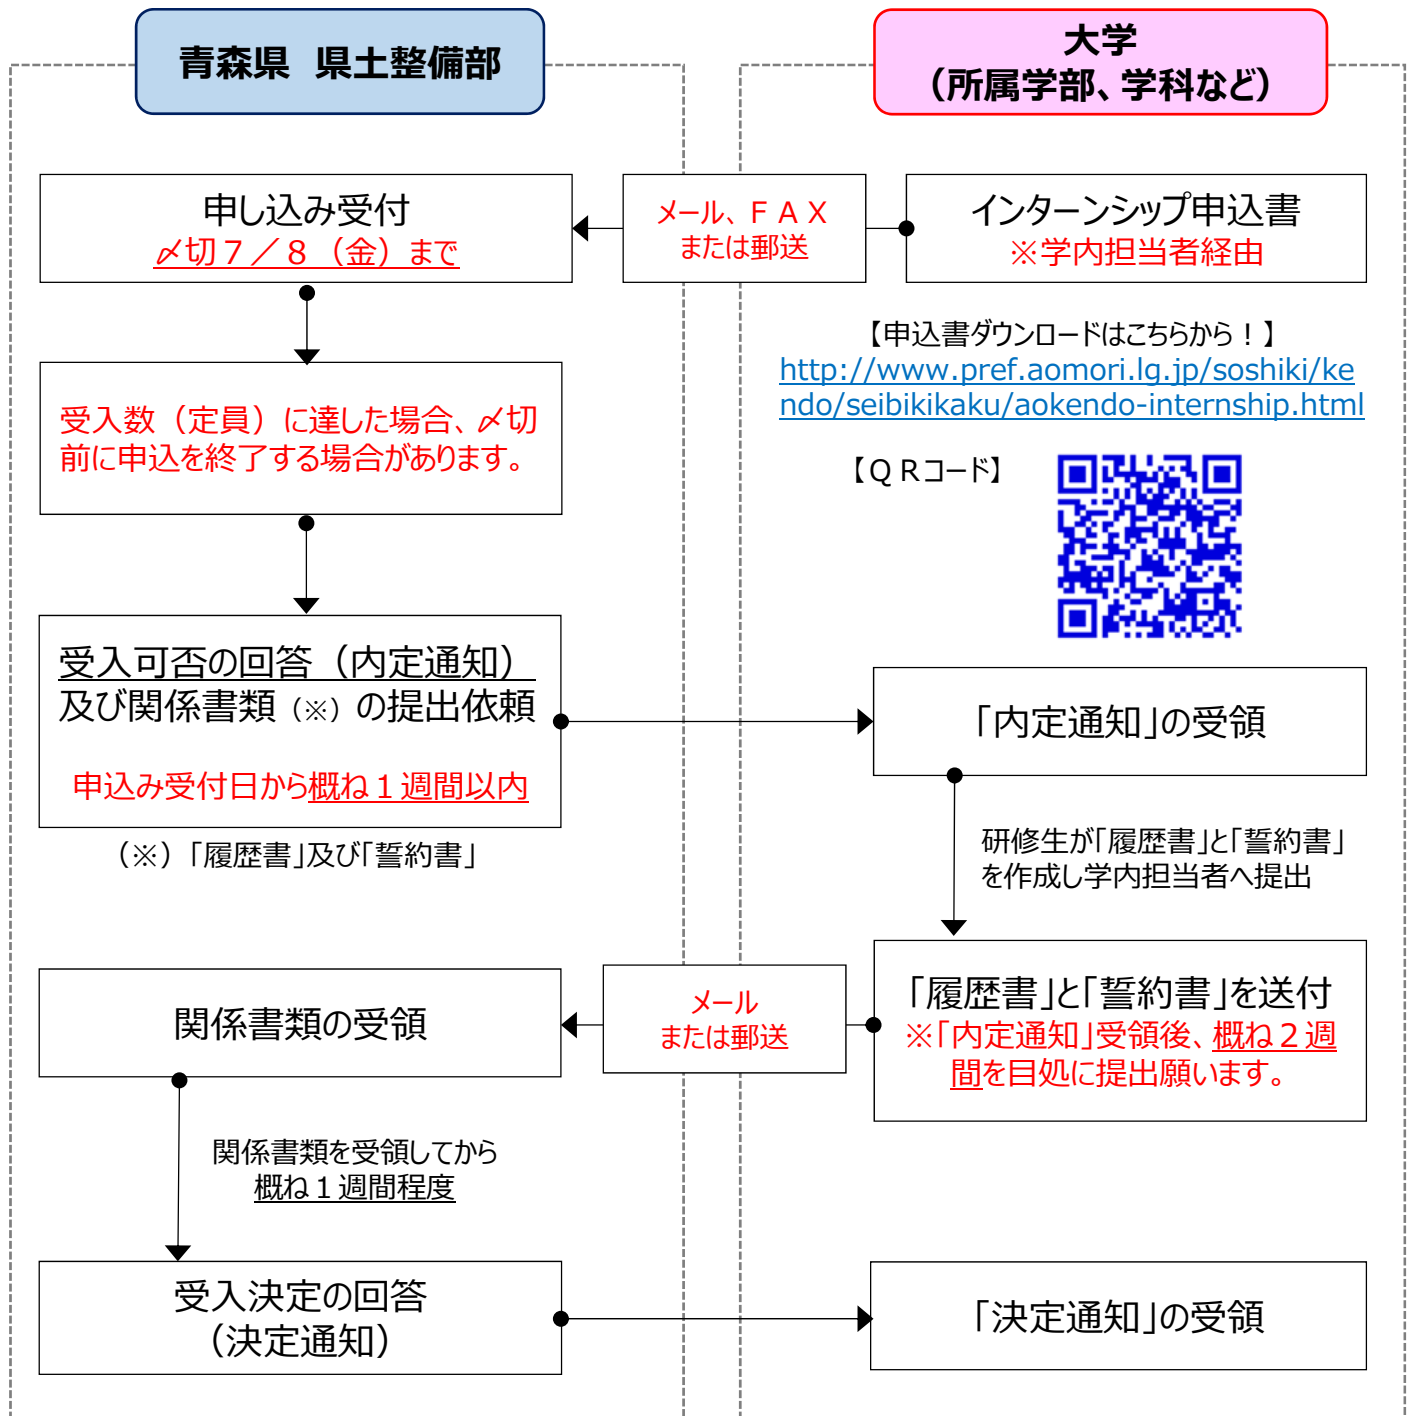 青森県　県土整備部
大学
（所属学部、学科など）
申し込み受付
〆切７／８（金）まで
メール、ＦＡＸ
または郵送
インターンシップ申込書
※学内担当者経由
【申込書ダウンロードはこちらから！】
http://www.pref.aomori.lg.jp/soshiki/ke
ndo/seibikikaku/aokendo-internship.html
受入数（定員）に達した場合、〆切
前に申込を終了する場合があります。
【ＱＲコード】
受入可否の回答（内定通知）
及び関係書類（※）の提出依頼
申込み受付日から概ね１週間以内
（※）「履歴書」及び「誓約書」
「内定通知」の受領
研修生が「履歴書」と「誓約書」
を作成し学内担当者へ提出
「履歴書」と「誓約書」を送付
※「内定通知」受領後、概ね２週
間を目処に提出願います。
メール
または郵送
関係書類の受領
関係書類を受領してから
概ね１週間程度
受入決定の回答
（決定通知）
「決定通知」の受領